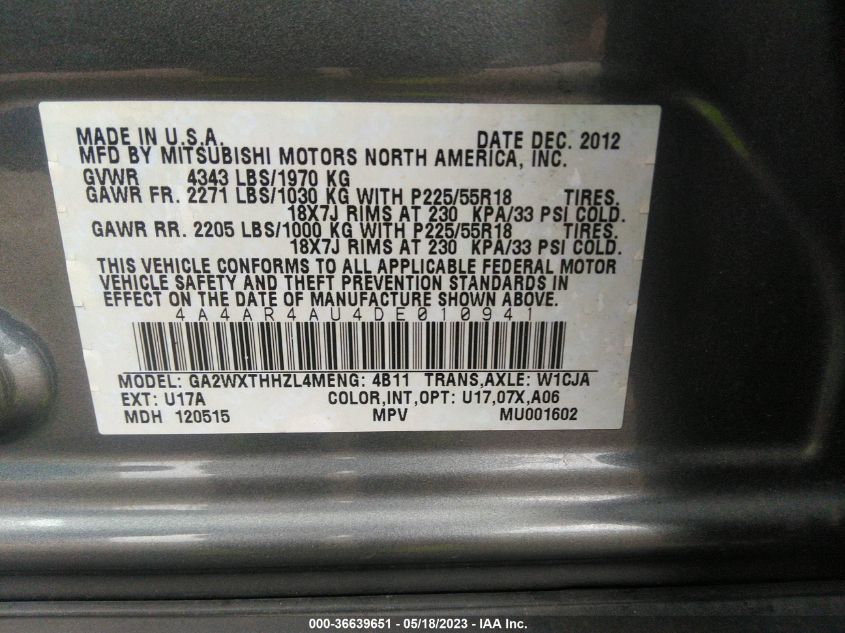 MADE IN U.S.A. DATE DEC. 2012
MFD BY MITSUBISHI MOTORS NORTH AMERICA, INC.
GVWR 4343 LBS/1970 KG
GAWR FR. 2271 LBS/1030 KG WITH P225/55R18 TIRES.
18X7J RIMS AT 230 KPA/33 PSI COLD.
GAWR RR. 2205 LBS/1000 KG WITH P225/55R18 TIRES.
18X7J RIMS AT 230 KPA/33 PSI COLD.
THIS VEHICLE CONFORMS TO ALL APPLICABLE FEDERAL MOTOR
VEHICLE SAFETY AND THEFT PREVENTION STANDARDS IN
EFFECT ON THE DATE OF MANUFACTURE SHOWN ABOVE.
4A4AR4AU4DE010941
MODEL: GA2WXTHHZL4MENG: 4B11 TRANS,AXLE: W1CJA
EXT: U17A COLOR,INT,OPT: U17,07X,A06
MDH 120515 MPV MU001602
000-36639651 - 05/18/2023 - IAA Inc.